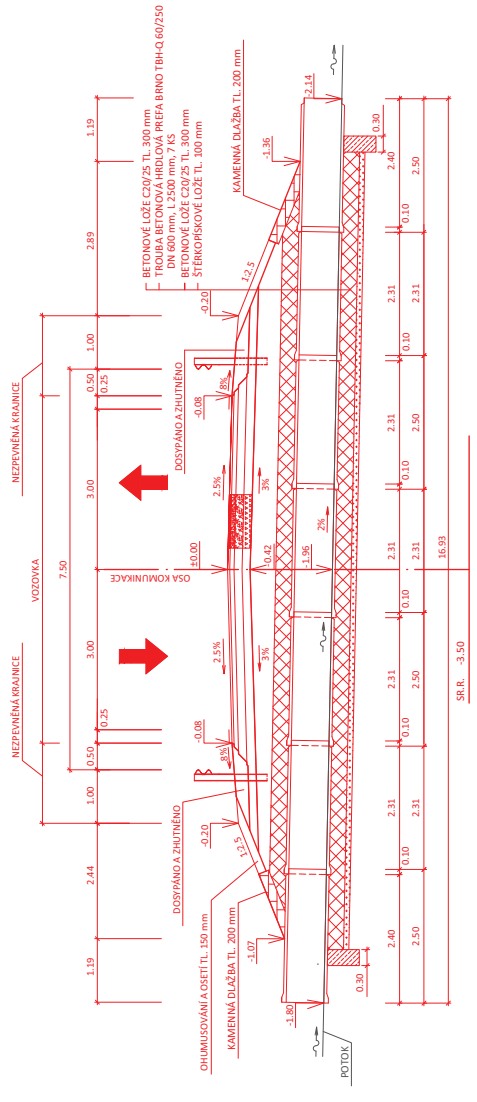 NEZPEVNĚNÁ KRAJNICE
NEZPEVNĚNÁ KRAJNICE
VOZOVKA
7.50
1.19 2.44 1.00 0.50 3.00 3.00 0.50 1.00 2.89 1.19
0.25 0.25
OSA KOMUNIKACE
BETONOVÉ LOŽE C20/25 TL. 300 mm
TROUBA BETONOVÁ HRDLOVÁ PREFA BRNO TBH-Q 60/250
DN 600 mm, L 2500 mm, 7 KS
BETONOVÉ LOŽE C20/25 TL. 300 mm
ŠTĚRKOPÍSKOVÉ LOŽE TL. 100 mm
DOSYPÁNO A ZHUTNĚNO
DOSYPÁNO A ZHUTNĚNO
OHUMUSOVÁNÍ A OSETÍ TL. 150 mm
KAMENNÁ DLAŽBA TL. 200 mm
KAMENNÁ DLAŽBA TL. 200 mm
-0.20 -0.08 ±0.00 -0.08 -0.20
1:2.5 8% 2.5% 2.5% 8% 1:2.5
3% 3%
-1.07 -0.42 -1.36
-1.80 -1.96 -2.14
2%
POTOK
0.30 0.30
2.40 2.31 2.31 2.31 2.31 2.31 2.40
0.10 0.10 0.10 0.10 0.10 0.10
2.50 2.31 2.50 2.31 2.50 2.31 2.50
16.93
SR.R. -3.50